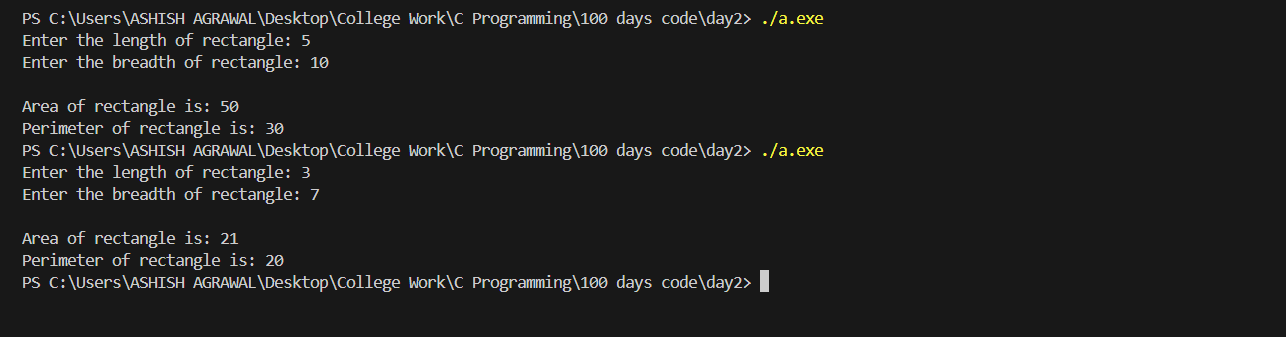 PS C:\Users\ASHISH AGRAWAL\Desktop\College Work\C Programming\100 days code\day2> ./a.exe
Enter the length of rectangle: 5
Enter the breadth of rectangle: 10
Area of rectangle is: 50
Perimeter of rectangle is: 30
PS C:\Users\ASHISH AGRAWAL\Desktop\College Work\C Programming\100 days code\day2> ./a.exe
Enter the length of rectangle: 3
Enter the breadth of rectangle: 7
Area of rectangle is: 21
Perimeter of rectangle is: 20
PS C:\Users\ASHISH AGRAWAL\Desktop\College Work\C Programming\100 days code\day2>